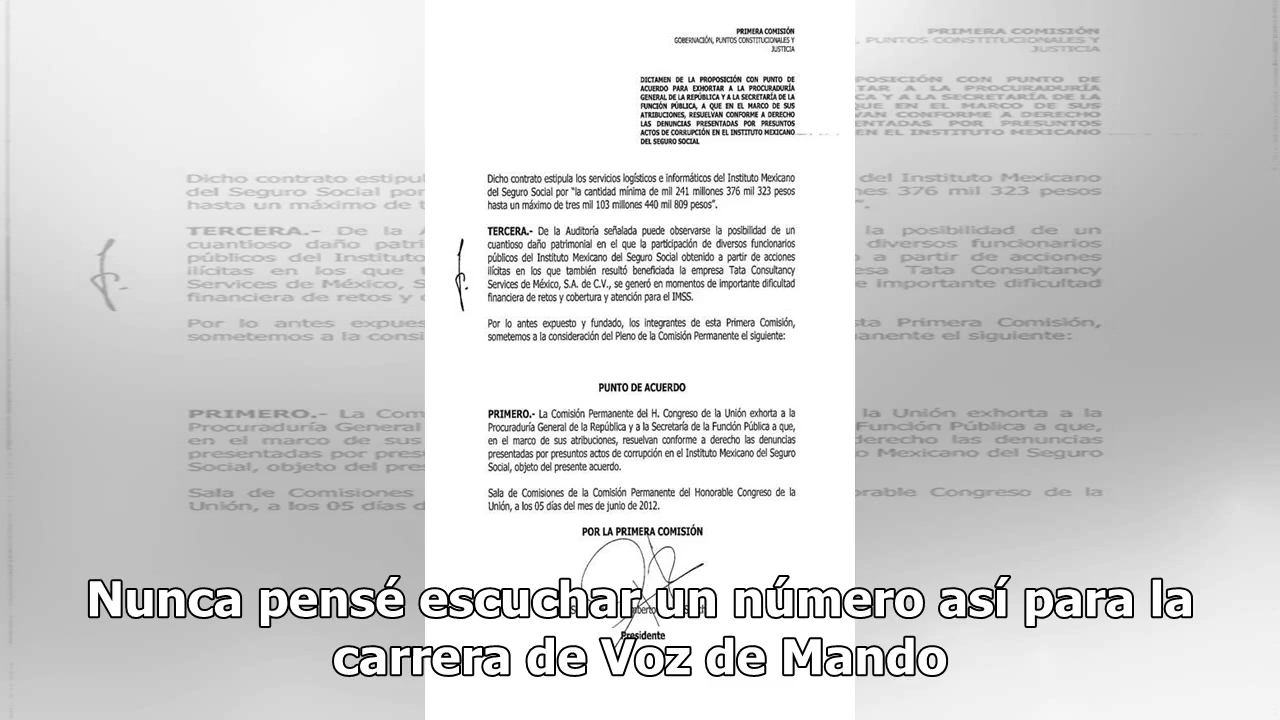 PRIMERA COMISIÓN
GOBERNACIÓN, PUNTOS CONSTITUCIONALES Y
JUSTICIA
DICTAMEN DE LA PROPOSICIÓN CON PUNTO DE
ACUERDO PARA EXHORTAR A LA PROCURADURÍA
GENERAL DE LA REPÚBLICA Y A LA SECRETARÍA DE LA
FUNCIÓN PÚBLICA, A QUE EN EL MARCO DE SUS
ATRIBUCIONES, RESUELVAN CONFORME A DERECHO
LAS DENUNCIAS PRESENTADAS POR PRESUNTOS
ACTOS DE CORRUPCIÓN EN EL INSTITUTO MEXICANO
DEL SEGURO SOCIAL
Dicho contrato estipula los servicios logísticos e informáticos del Instituto Mexicano
del Seguro Social por "la cantidad mínima de mil 241 millones 376 mil 323 pesos
hasta un máximo de tres mil 103 millones 440 mil 809 pesos".
TERCERA.- De la Auditoría señalada puede observarse la posibilidad de un
cuantioso daño patrimonial en el que la participación de diversos funcionarios
públicos del Instituto Mexicano del Seguro Social obtenido a partir de acciones
ilícitas en los que también resultó beneficiada la empresa Tata Consultancy
Services de México, S.A. de C.V., se generó en momentos de importante dificultad
financiera de retos y cobertura y atención para el IMSS.
Por lo antes expuesto y fundado, los integrantes de esta Primera Comisión,
sometemos a la consideración del Pleno de la Comisión Permanente el siguiente:
PUNTO DE ACUERDO
PRIMERO.- La Comisión Permanente del H. Congreso de la Unión exhorta a la
Procuraduría General de la República y a la Secretaría de la Función Pública a que,
en el marco de sus atribuciones, resuelvan conforme a derecho las denuncias
presentadas por presuntos actos de corrupción en el Instituto Mexicano del Seguro
Social, objeto del presente acuerdo.
Sala de Comisiones de la Comisión Permanente del Honorable Congreso de la
Unión, a los 05 días del mes de junio de 2012.
POR LA PRIMERA COMISIÓN
Presidente
Nunca pensé escuchar un número así para la
carrera de Voz de Mando